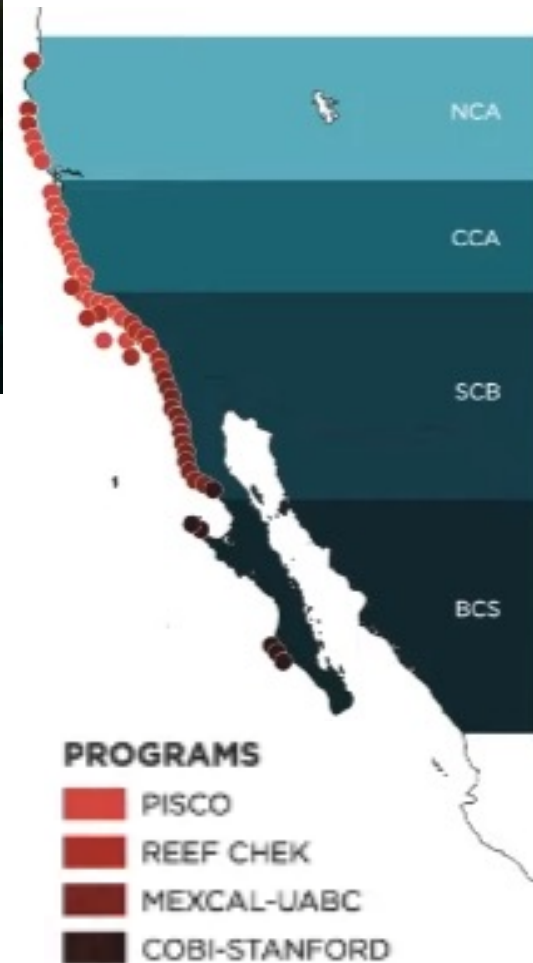 NCA
CCA
SCB
BCS
PROGRAMS
PISCO
REEF CHEK
MEXCAL-UABC
COBI-STANFORD